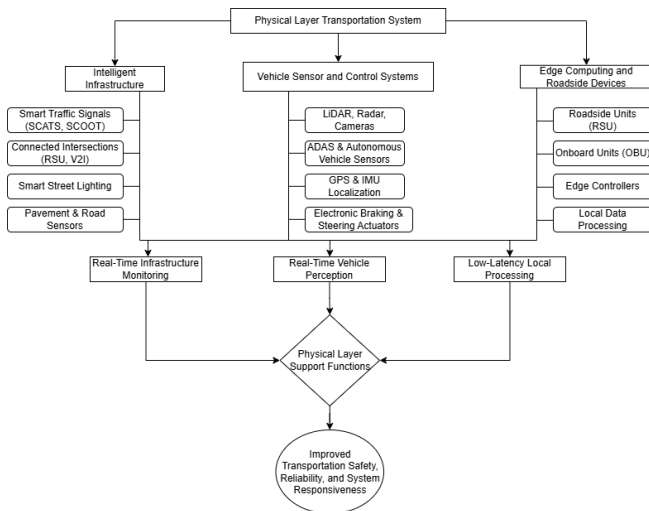 Physical Layer Transportation System
Intelligent
Infrastructure
Vehicle Sensor and Control Systems
Edge Computing and
Roadside Devices
Smart Traffic Signals
(SCATS, SCOOT)
Connected Intersections
(RSU, V2I)
Smart Street Lighting
Pavement & Road
Sensors
LiDAR, Radar,
Cameras
ADAS & Autonomous
Vehicle Sensors
GPS & IMU
Localization
Electronic Braking &
Steering Actuators
Roadside Units
(RSU)
Onboard Units (OBU)
Edge Controllers
Local Data
Processing
Real-Time Infrastructure
Monitoring
Real-Time Vehicle
Perception
Low-Latency Local
Processing
Physical Layer
Support Functions
Improved
Transportation Safety,
Reliability, and System
Responsiveness